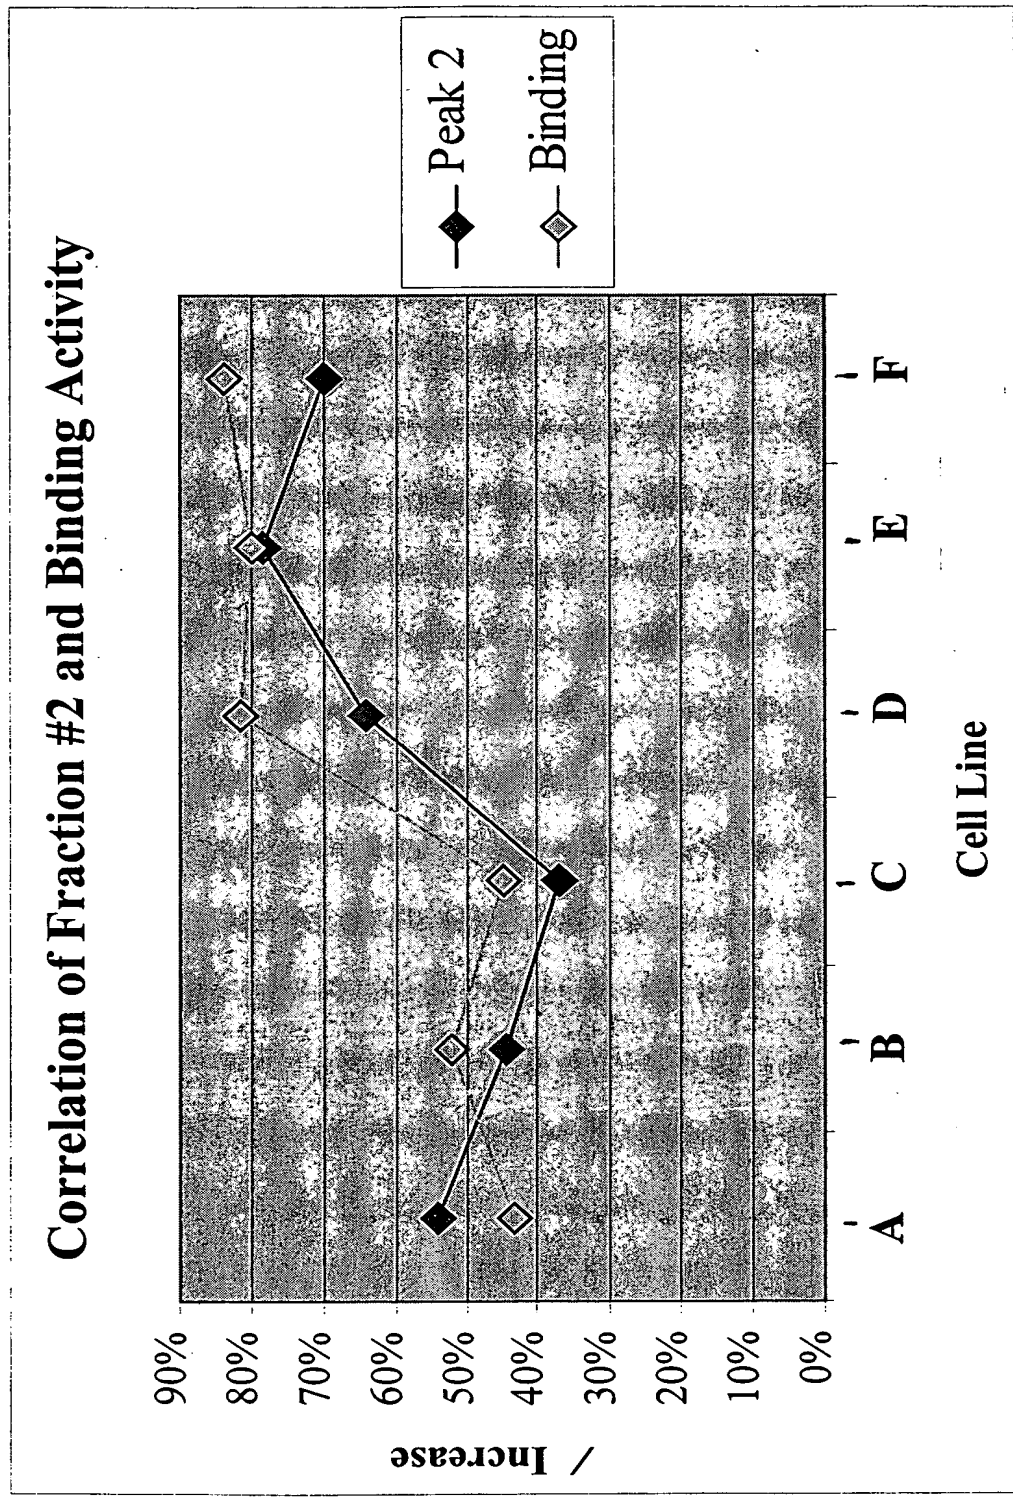 Correlation of Fraction #2 and Binding Activity
/ Increase
90%
80%
70%
60%
50%
40%
30%
20%
10%
0%
A
B
C
D
E
F
Cell Line
Peak 2
Binding